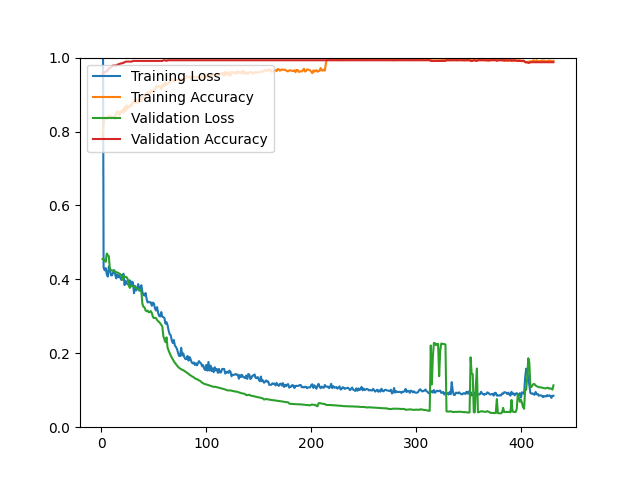 1.0
0.8
0.6
0.4
0.2
0.0
Training Loss
Training Accuracy
Validation Loss
Validation Accuracy
0 100 200 300 400